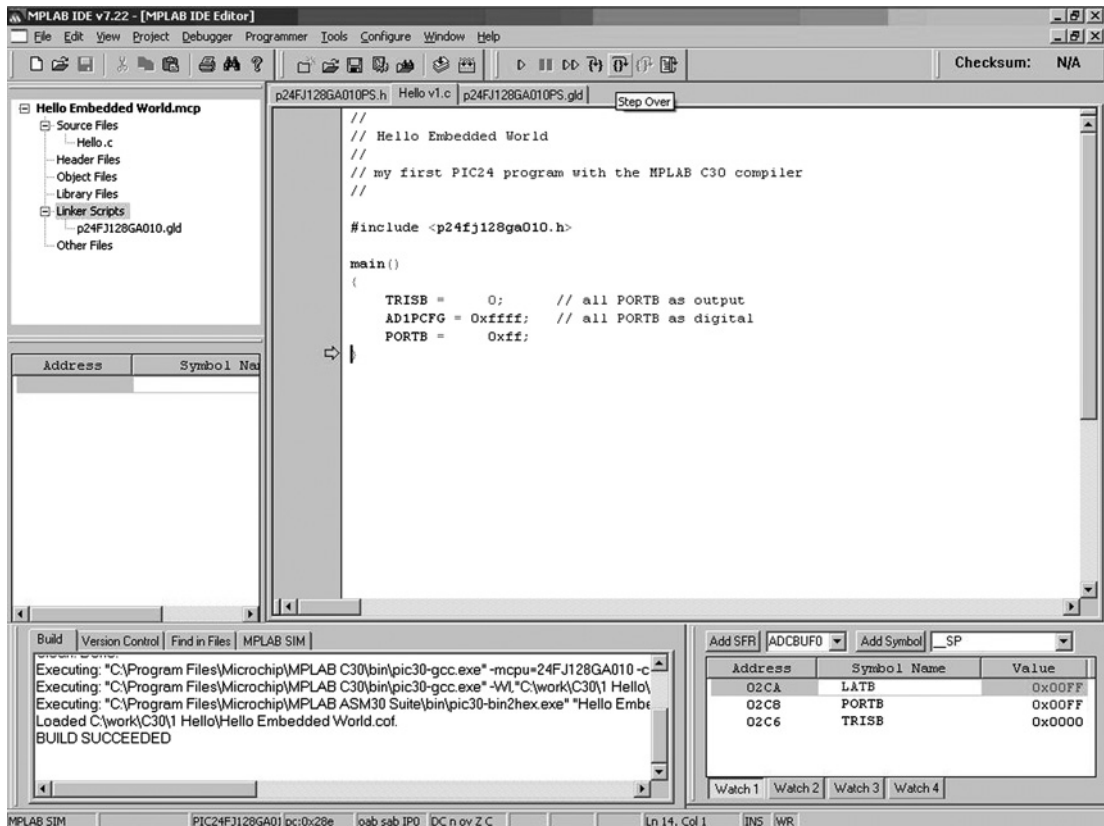 MPLAB IDE v7.22 - [MPLAB IDE Editor]
File Edit View Project Debugger Programmer Tools Configure Window Help
Checksum: N/A
Hello Embedded World.mcp
Source Files
Hello.c
Header Files
Object Files
Library Files
Linker Scripts
p24FJ128GA010.gld
Other Files
Address Symbol Na
p24FJ128GA010PS.h Hello v1.c p24FJ128GA010PS.gld
Step Over
//
// Hello Embedded World
//
// my first PIC24 program with the MPLAB C30 compiler
//
#include <p24fj128ga010.h>
main()
{
TRISB = 0; // all PORTB as output
AD1PCFG = 0xffff; // all PORTB as digital
PORTB = 0xff;
}
Build Version Control Find in Files MPLAB SIM
Clean: Done.
Executing: "C:\Program Files\Microchip\MPLAB C30\bin\pic30-gcc.exe" -mcpu=24FJ128GA010 -c
Executing: "C:\Program Files\Microchip\MPLAB C30\bin\pic30-gcc.exe" -Wl,"C:\work\C30\1 Hello\
Executing: "C:\Program Files\Microchip\MPLAB ASM30 Suite\bin\pic30-bin2hex.exe" "Hello Embe
Loaded C:\work\C30\1 Hello\Hello Embedded World.cof.
BUILD SUCCEEDED
Add SFR ADCBUF0 Add Symbol __SP
Address Symbol Name Value
02CA LATB 0x00FF
02C8 PORTB 0x00FF
02C6 TRISB 0x0000
Watch 1 Watch 2 Watch 3 Watch 4
MPLAB SIM PIC24FJ128GA01 pc:0x28e oab sab IP0 DC n ov Z C Ln 14, Col 1 INS WR